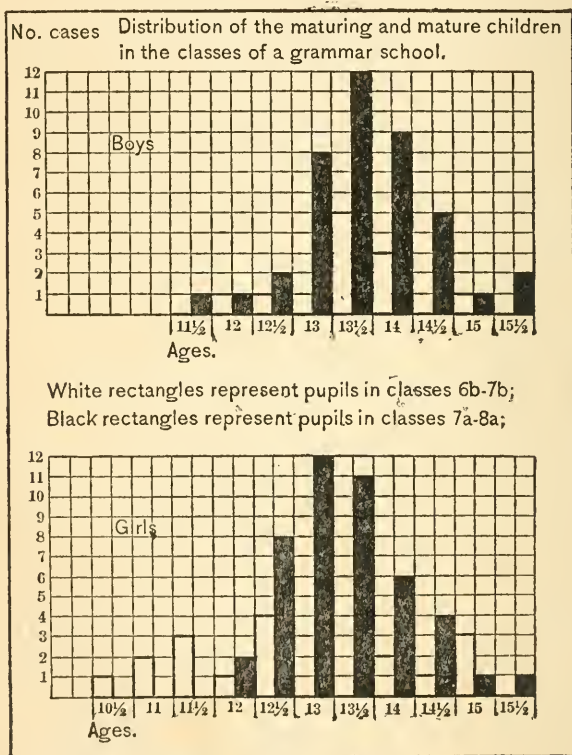 No. cases Distribution of the maturing and mature children
in the classes of a grammar school.
12
11
10
9
8
7
6
5
4
3
2
1
Boys
11½ 12 12½ 13 13½ 14 14½ 15 15½
Ages.
White rectangles represent pupils in classes 6b-7b;
Black rectangles represent pupils in classes 7a-8a;
12
11
10
9
8
7
6
5
4
3
2
1
Girls
10½ 11 11½ 12 12½ 13 13½ 14 14½ 15 15½
Ages.